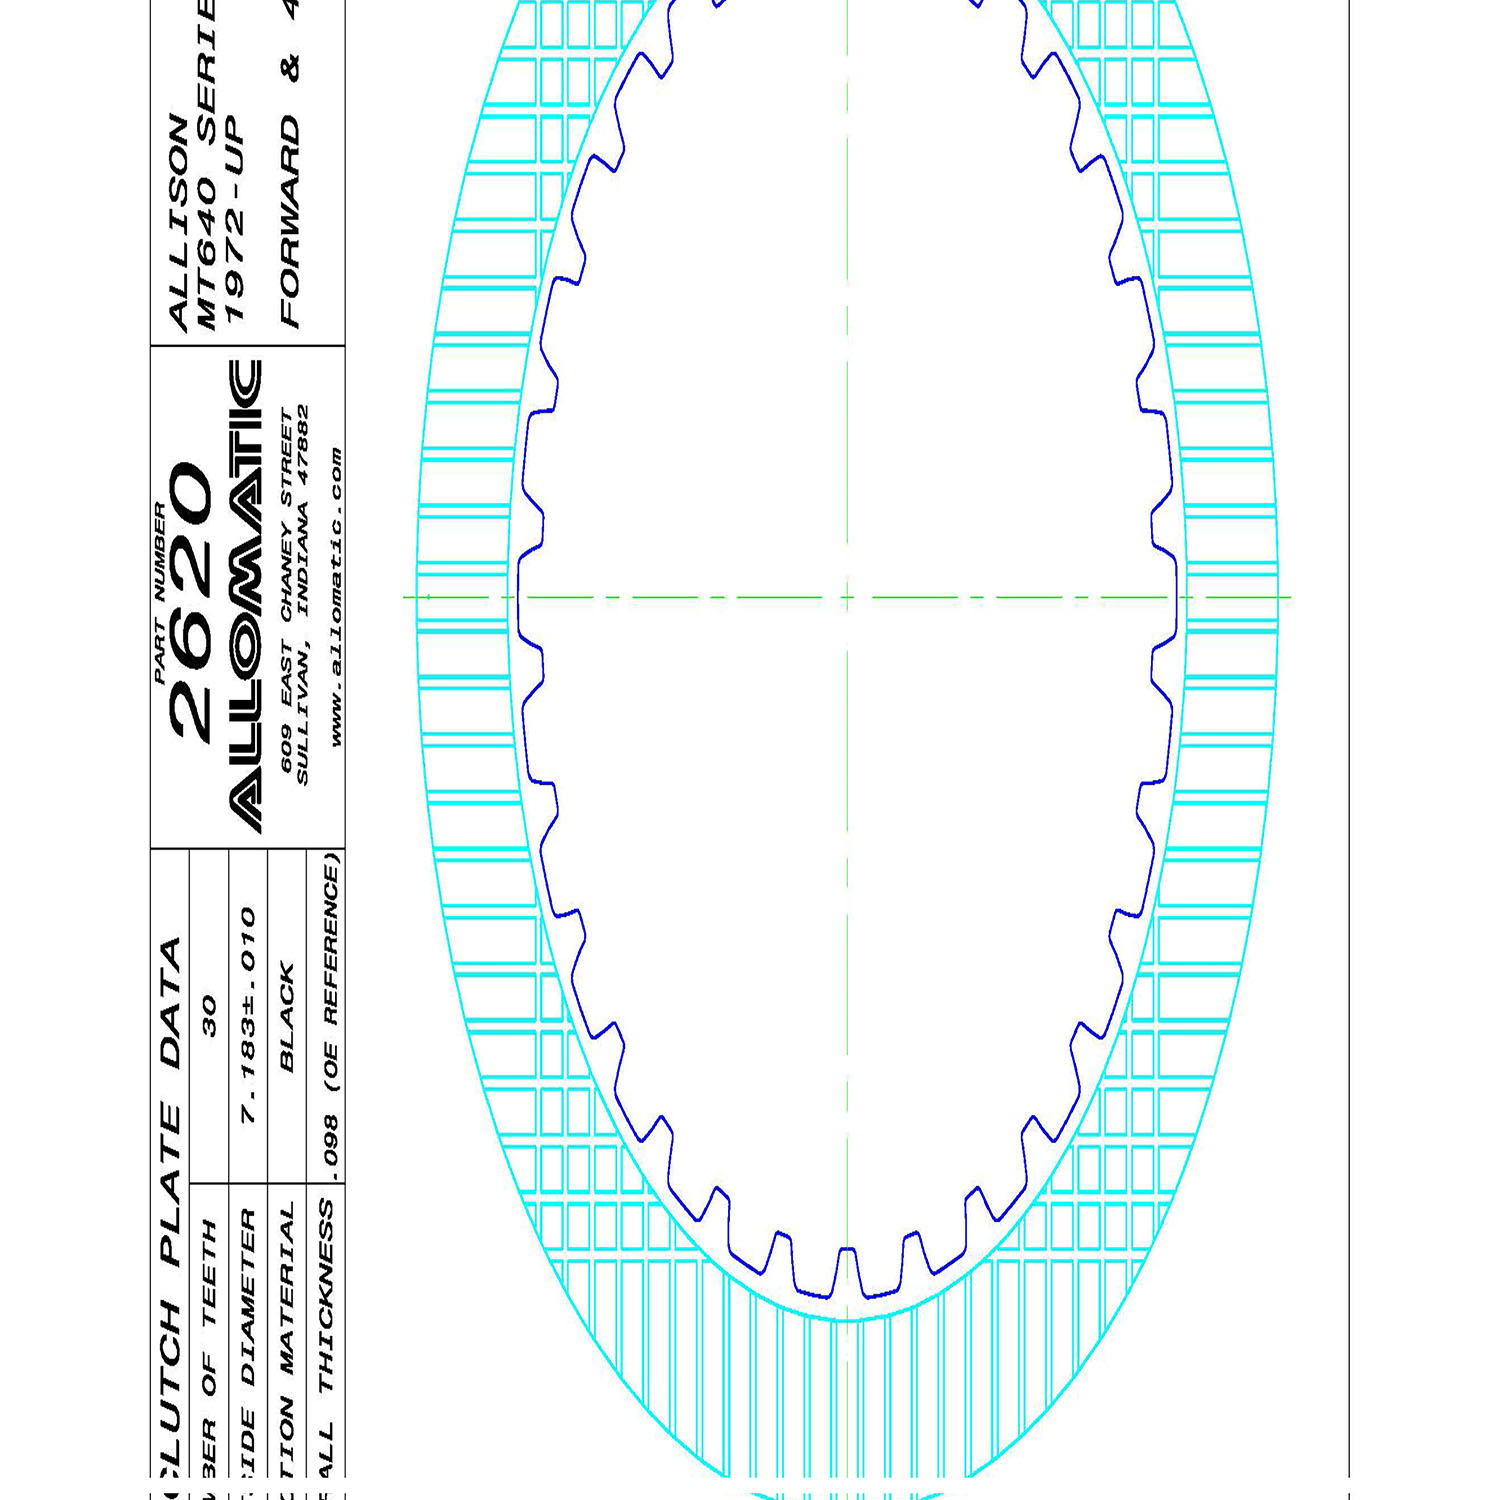 ALLISON
MT640 SERIE
1972-UP
FORWARD & 4
PART NUMBER
2620
ALLOMATIC
609 EAST CHANEY STREET
SULLIVAN, INDIANA 47882
www.allomatic.com
CLUTCH PLATE DATA
BER OF TEETH 30
SIDE DIAMETER 7.183±.010
TION MATERIAL BLACK
ALL THICKNESS .098 (OE REFERENCE)